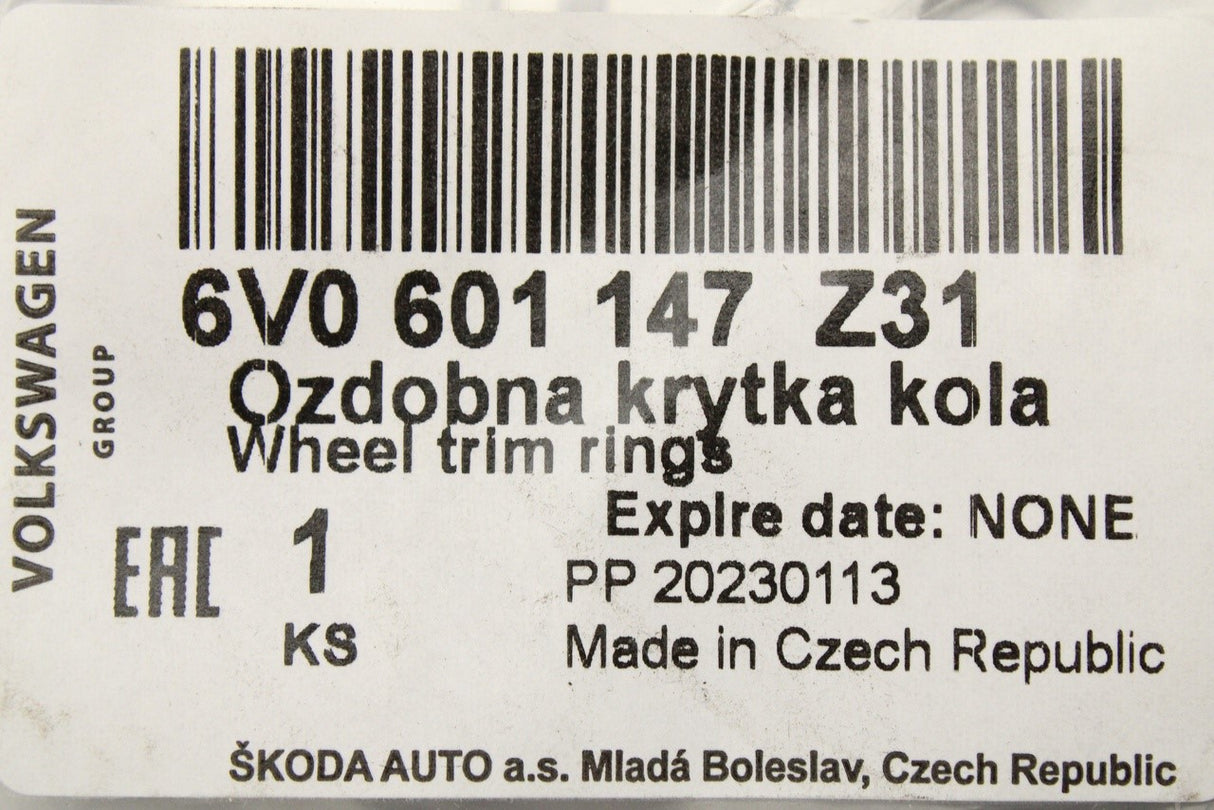 VOLKSWAGEN
GROUP
6V0 601 147 Z31
Ozdobna krytka kola
Wheel trim rings
Expire date: NONE
EAC
1
KS
PP 20230113
Made in Czech Republic
ŠKODA AUTO a.s. Mladá Boleslav, Czech Republic